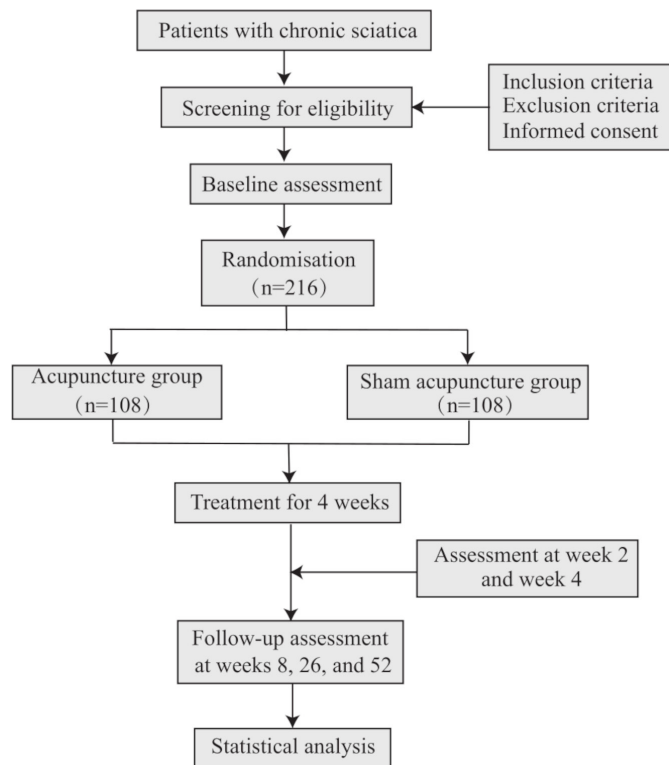 Patients with chronic sciatica
Screening for eligibility
Inclusion criteria
Exclusion criteria
Informed consent
Baseline assessment
Randomisation
（n=216）
Acupuncture group
（n=108）
Sham acupuncture group
（n=108）
Treatment for 4 weeks
Assessment at week 2
and week 4
Follow-up assessment
at weeks 8, 26, and 52
Statistical analysis